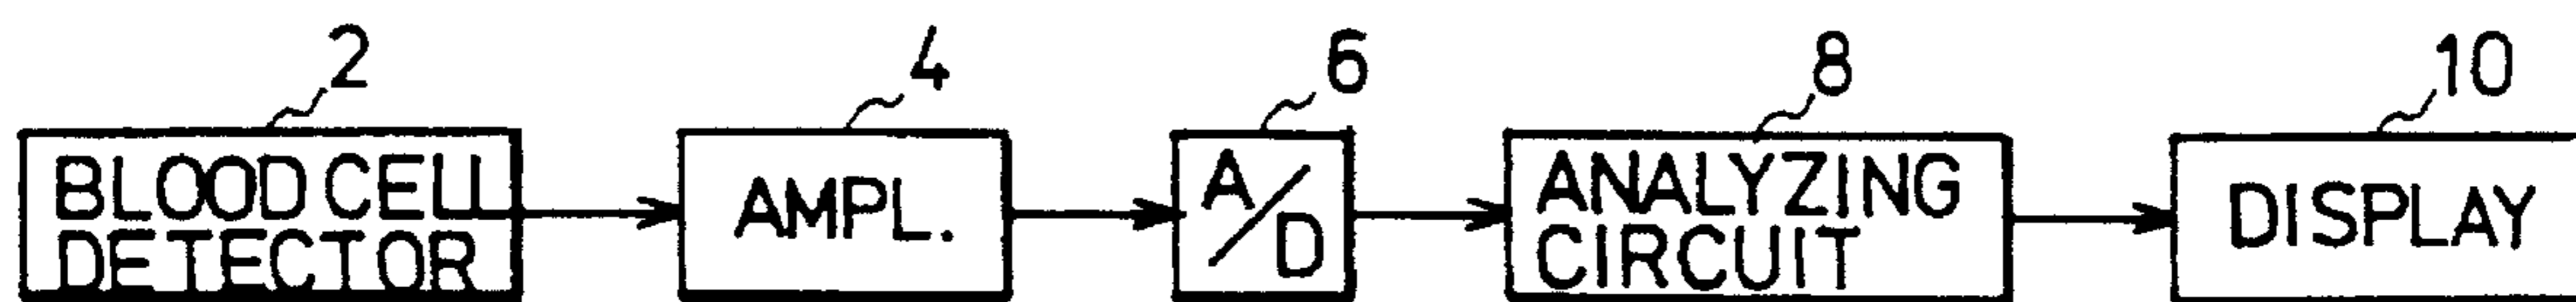 2
4
6
8
10
BLOOD CELL
DETECTOR
AMPL.
A/D
ANALYZING
CIRCUIT
DISPLAY